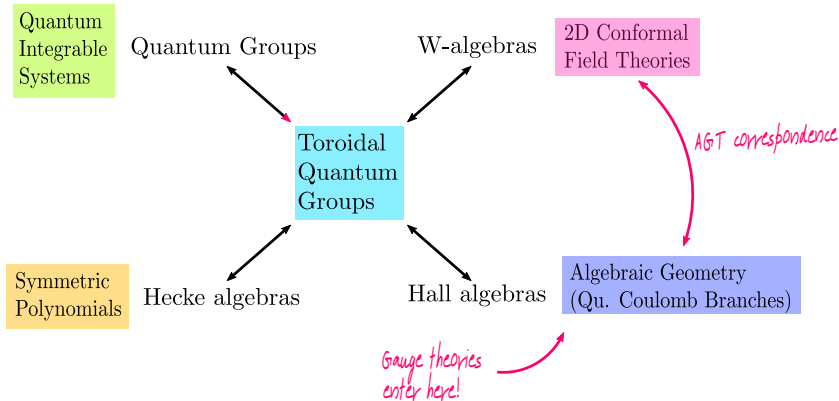 Quantum
Integrable
Systems
Quantum Groups
W-algebras
2D Conformal
Field Theories
AGT correspondence
Toroidal
Quantum
Groups
Symmetric
Polynomials
Hecke algebras
Hall algebras
Algebraic Geometry
(Qu. Coulomb Branches)
Gauge theories
enter here!